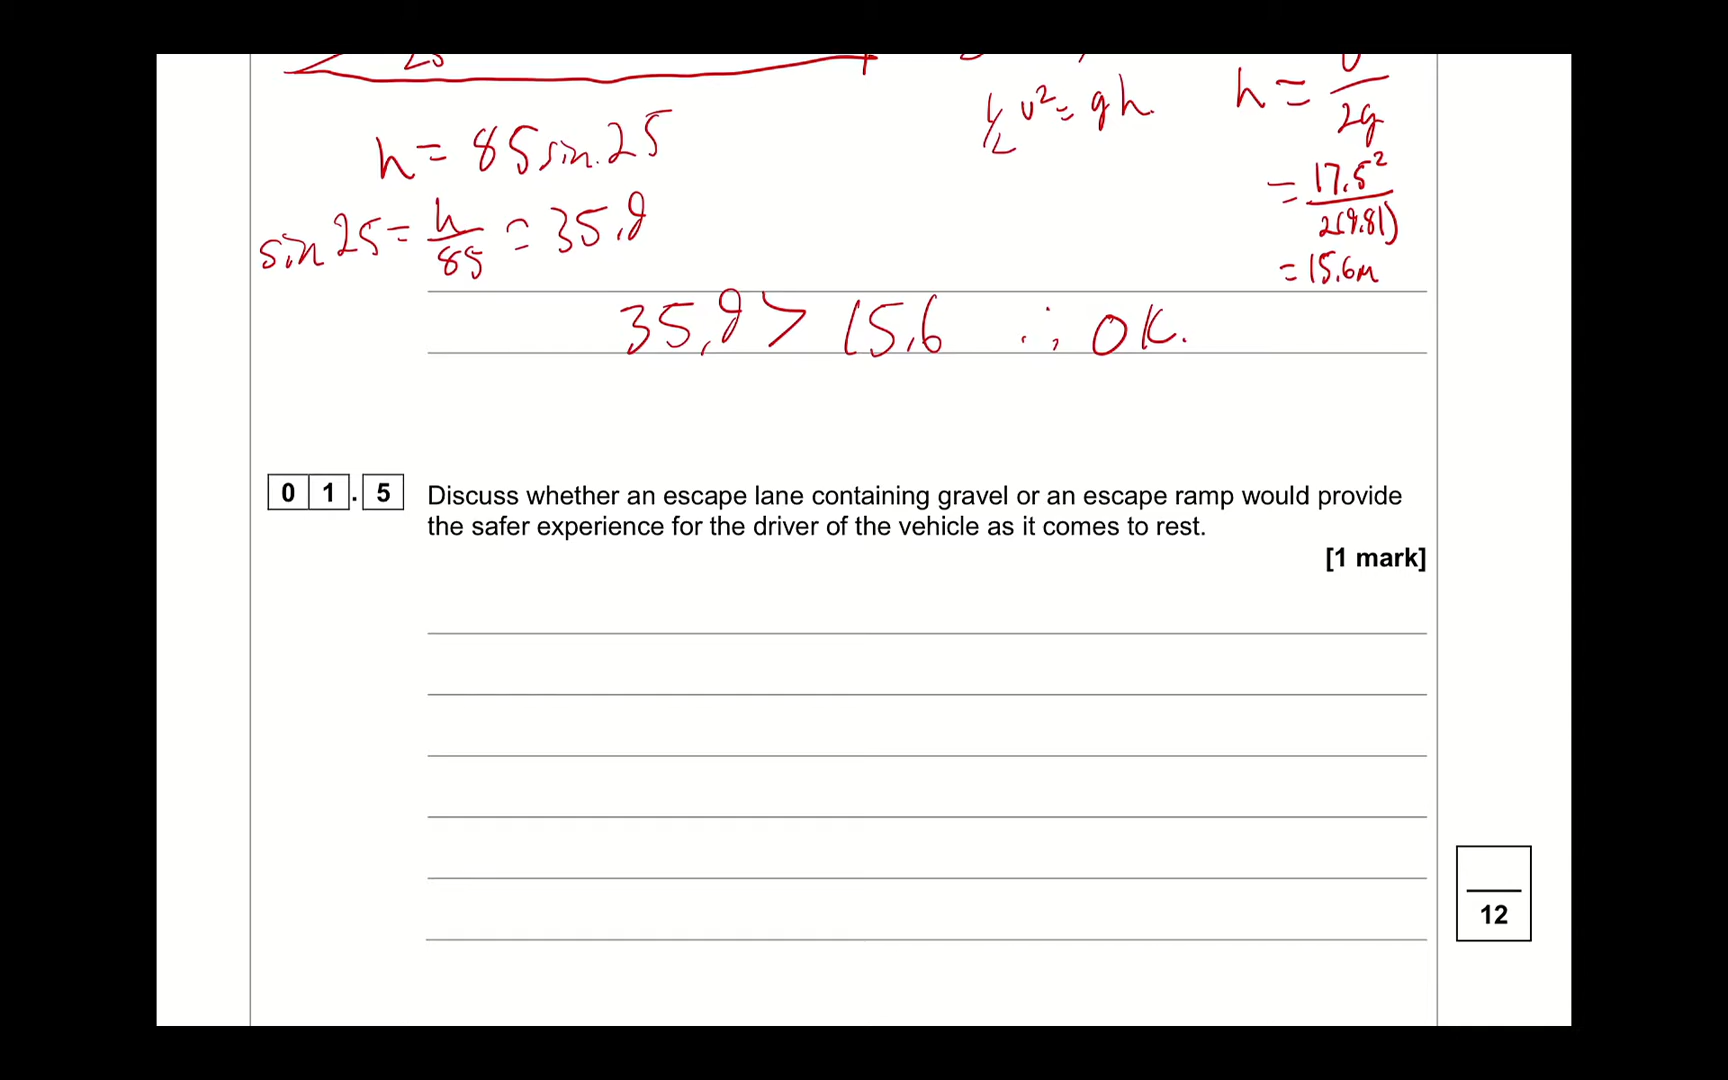 25
½ v² = gh
h = v / 2g
h = 85 sin. 25
= 17.5² / 2(9.81)
sin 25 = h / 85 = 35.9
= 15.6m
35.9 > 15.6 ∴ OK.
0 1 . 5 Discuss whether an escape lane containing gravel or an escape ramp would provide
the safer experience for the driver of the vehicle as it comes to rest.
[1 mark]
12